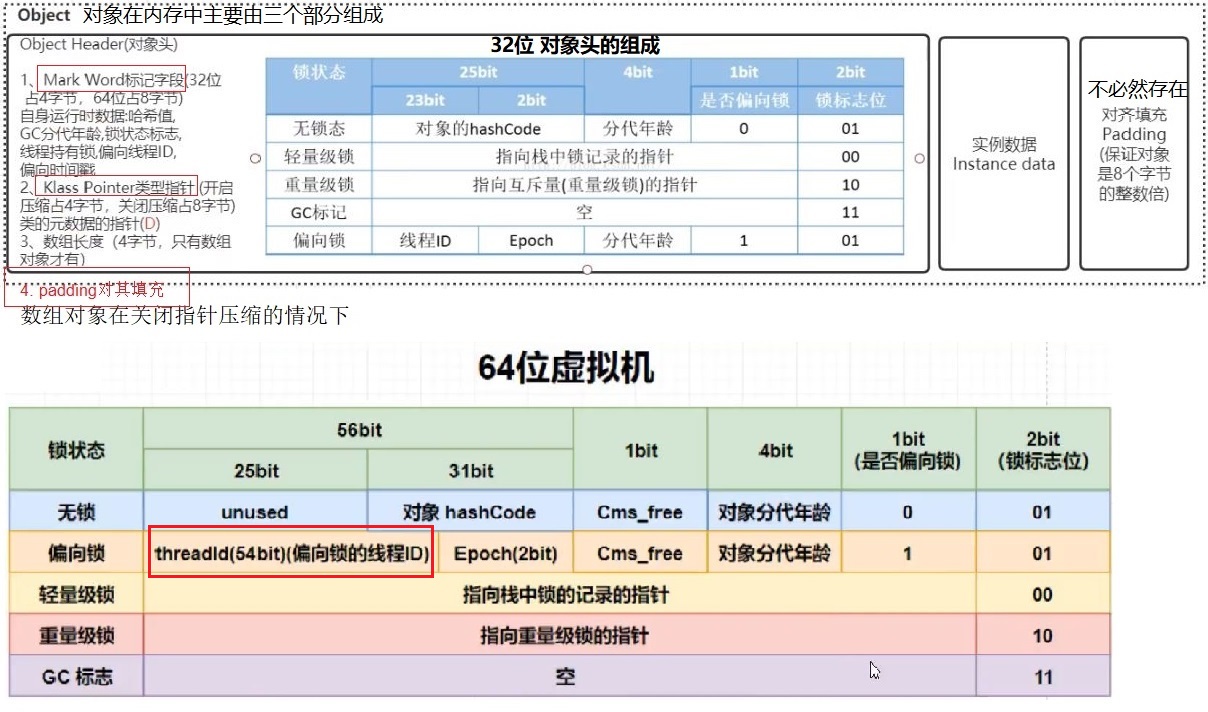 Object 对象在内存中主要由三个部分组成
Object Header(对象头)
1、Mark Word标记字段(32位
占4字节，64位占8字节)
自身运行时数据:哈希值,
GC分代年龄,锁状态标志,
线程持有锁,偏向线程ID,
偏向时间戳
2、Klass Pointer类型指针(开启
压缩占4字节，关闭压缩占8字节)
类的元数据的指针(D)
3、数组长度（4字节，只有数组
对象才有）
4. padding对其填充
数组对象在关闭指针压缩的情况下
32位 对象头的组成
锁状态 25bit 4bit 1bit 2bit
23bit 2bit 是否偏向锁 锁标志位
无锁态 对象的hashCode 分代年龄 0 01
轻量级锁 指向栈中锁记录的指针 00
重量级锁 指向互斥量(重量级锁)的指针 10
GC标记 空 11
偏向锁 线程ID Epoch 分代年龄 1 01
实例数据
Instance data
不必然存在
对齐填充
Padding
(保证对象
是8个字节
的整数倍)
64位虚拟机
锁状态 56bit 1bit 4bit 1bit 2bit
25bit 31bit (是否偏向锁) (锁标志位)
无锁 unused 对象 hashCode Cms_free 对象分代年龄 0 01
偏向锁 threadId(54bit)(偏向锁的线程ID) Epoch(2bit) Cms_free 对象分代年龄 1 01
轻量级锁 指向栈中锁的记录的指针 00
重量级锁 指向重量级锁的指针 10
GC 标志 空 11